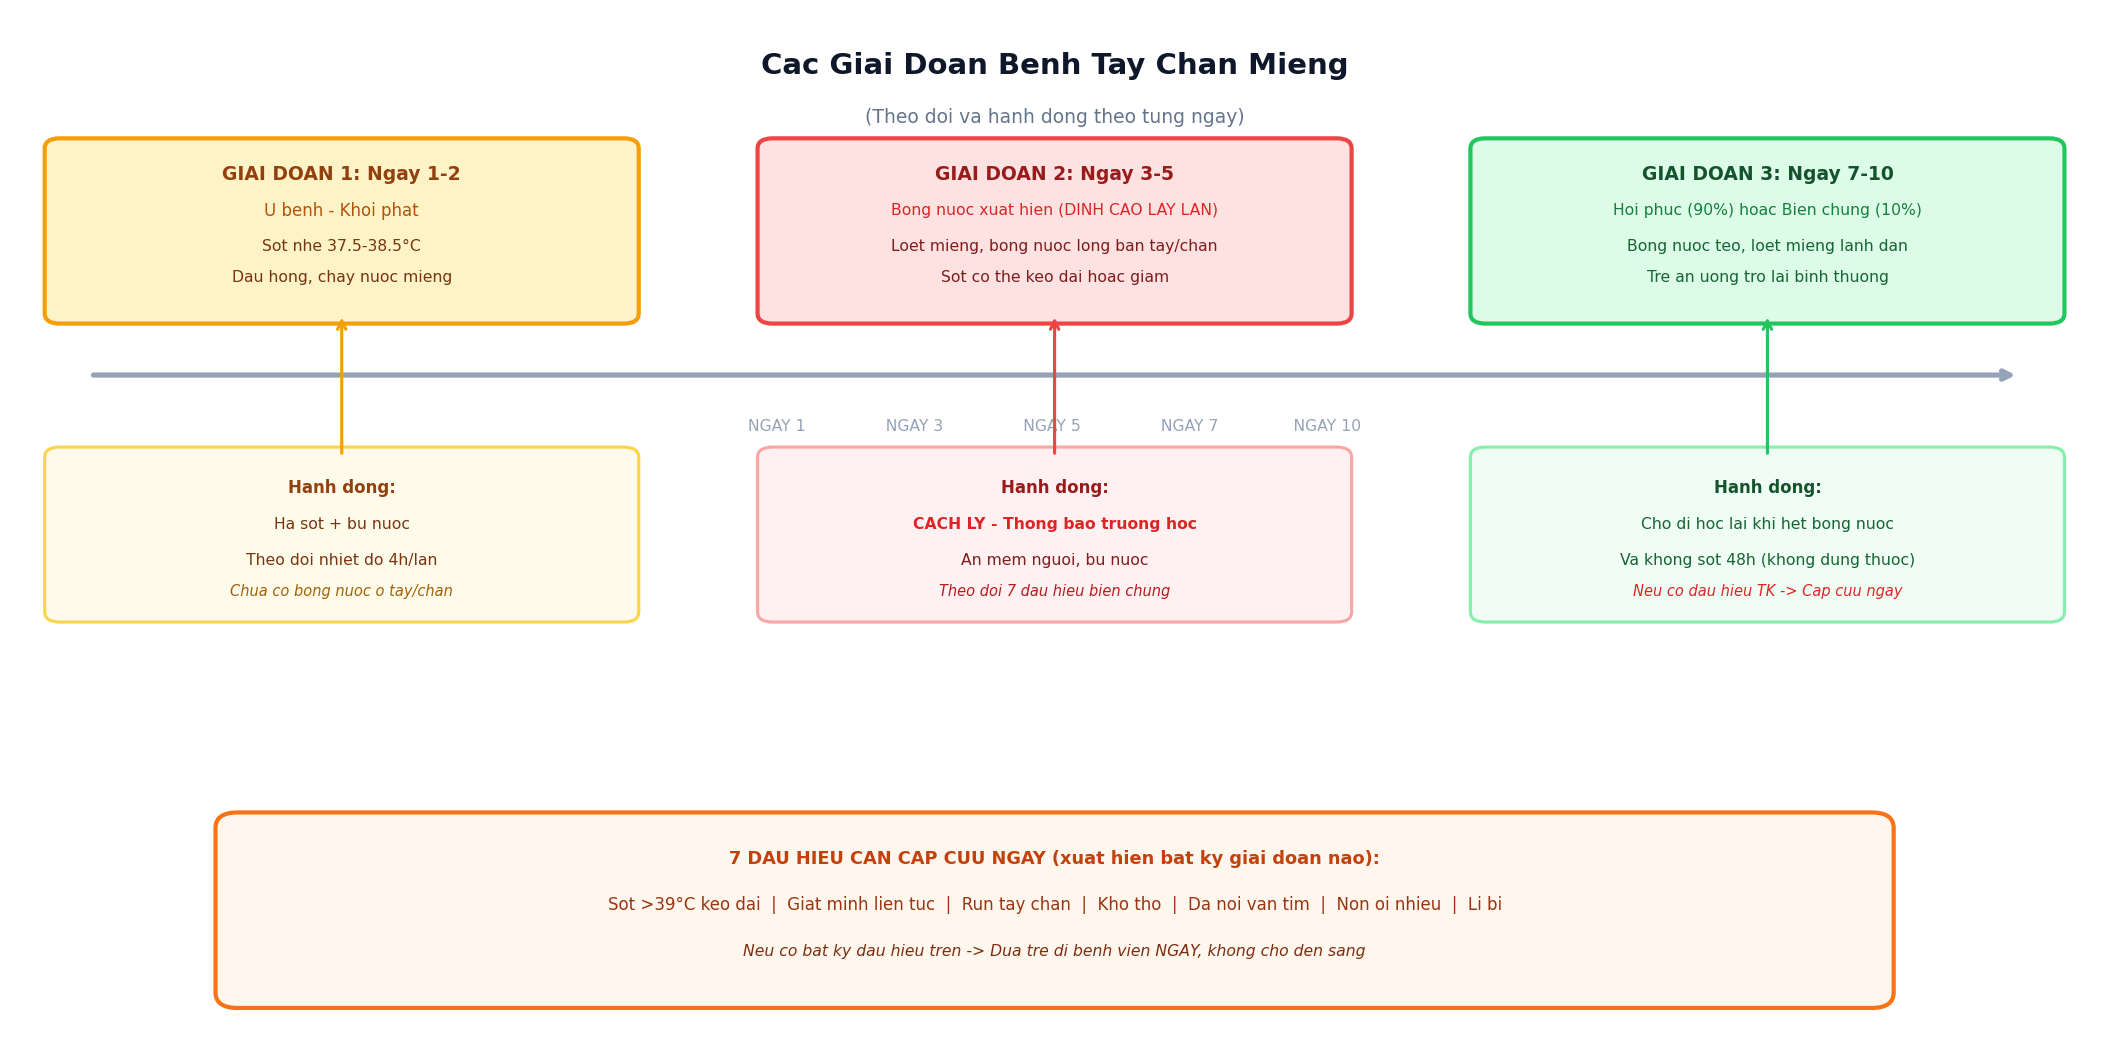 Cac Giai Doan Benh Tay Chan Mieng
(Theo doi va hanh dong theo tung ngay)
GIAI DOAN 1: Ngay 1-2
U benh - Khoi phat
Sot nhe 37.5-38.5°C
Dau hong, chay nuoc mieng
GIAI DOAN 2: Ngay 3-5
Bong nuoc xuat hien (DINH CAO LAY LAN)
Loet mieng, bong nuoc long ban tay/chan
Sot co the keo dai hoac giam
GIAI DOAN 3: Ngay 7-10
Hoi phuc (90%) hoac Bien chung (10%)
Bong nuoc teo, loet mieng lanh dan
Tre an uong tro lai binh thuong
NGAY 1 NGAY 3 NGAY 5 NGAY 7 NGAY 10
Hanh dong:
Ha sot + bu nuoc
Theo doi nhiet do 4h/lan
Chua co bong nuoc o tay/chan
Hanh dong:
CACH LY - Thong bao truong hoc
An mem nguoi, bu nuoc
Theo doi 7 dau hieu bien chung
Hanh dong:
Cho di hoc lai khi het bong nuoc
Va khong sot 48h (khong dung thuoc)
Neu co dau hieu TK -> Cap cuu ngay
7 DAU HIEU CAN CAP CUU NGAY (xuat hien bat ky giai doan nao):
Sot >39°C keo dai | Giat minh lien tuc | Run tay chan | Kho tho | Da noi van tim | Non oi nhieu | Li bi
Neu co bat ky dau hieu tren -> Dua tre di benh vien NGAY, khong cho den sang